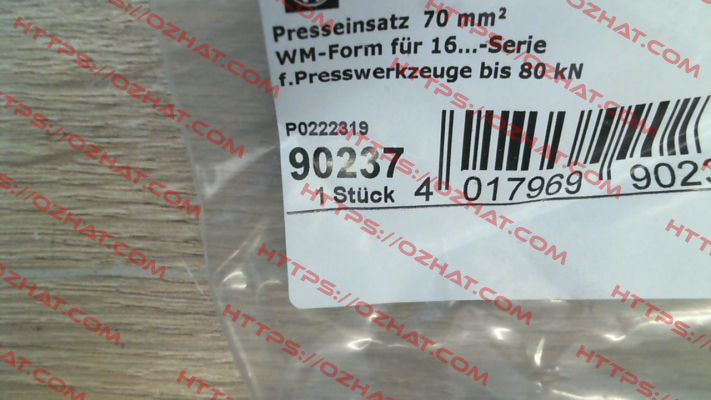 Presseinsatz 70 mm²
WM-Form für 16...-Serie
f.Presswerkzeuge bis 80 kN
P0222319
90237
1 Stück
4 017969 9023
HTTPS://OZHAT.COM